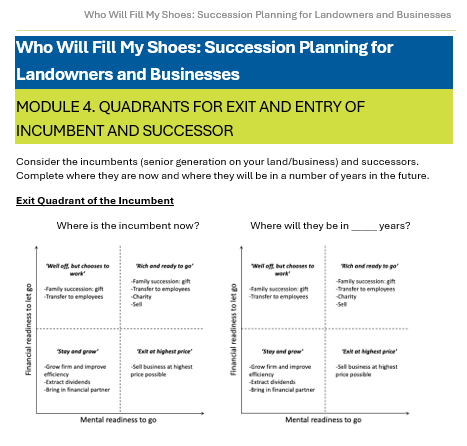 Who Will Fill My Shoes: Succession Planning for Landowners and Businesses
Who Will Fill My Shoes: Succession Planning for
Landowners and Businesses
MODULE 4. QUADRANTS FOR EXIT AND ENTRY OF
INCUMBENT AND SUCCESSOR
Consider the incumbents (senior generation on your land/business) and successors.
Complete where they are now and where they will be in a number of years in the future.
Exit Quadrant of the Incumbent
Where is the incumbent now?
Financial readiness to let go
'Well off, but chooses to
work'
-Family succession: gift
-Transfer to employees
'Rich and ready to go'
-Family succession: gift
-Transfer to employees
-Charity
-Sell
'Stay and grow'
-Grow firm and improve
efficiency
-Extract dividends
-Bring in financial partner
'Exit at highest price'
-Sell business at highest
price possible
Mental readiness to go
Where will they be in _____ years?
Financial readiness to let go
'Well off, but chooses to
work'
-Family succession: gift
-Transfer to employees
'Rich and ready to go'
-Family succession: gift
-Transfer to employees
-Charity
-Sell
'Stay and grow'
-Grow firm and improve
efficiency
-Extract dividends
-Bring in financial partner
'Exit at highest price'
-Sell business at highest
price possible
Mental readiness to go